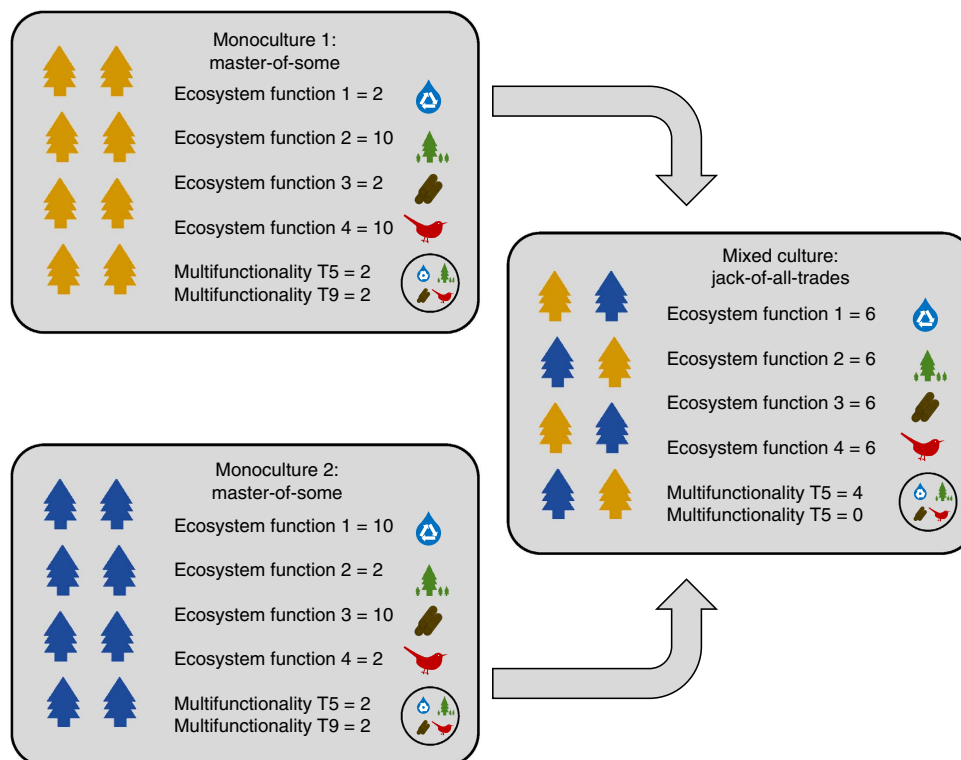 Monoculture 1:
master-of-some
Ecosystem function 1 = 2
Ecosystem function 2 = 10
Ecosystem function 3 = 2
Ecosystem function 4 = 10
Multifunctionality T5 = 2
Multifunctionality T9 = 2
Mixed culture:
jack-of-all-trades
Ecosystem function 1 = 6
Ecosystem function 2 = 6
Ecosystem function 3 = 6
Ecosystem function 4 = 6
Multifunctionality T5 = 4
Multifunctionality T5 = 0
Monoculture 2:
master-of-some
Ecosystem function 1 = 10
Ecosystem function 2 = 2
Ecosystem function 3 = 10
Ecosystem function 4 = 2
Multifunctionality T5 = 2
Multifunctionality T9 = 2